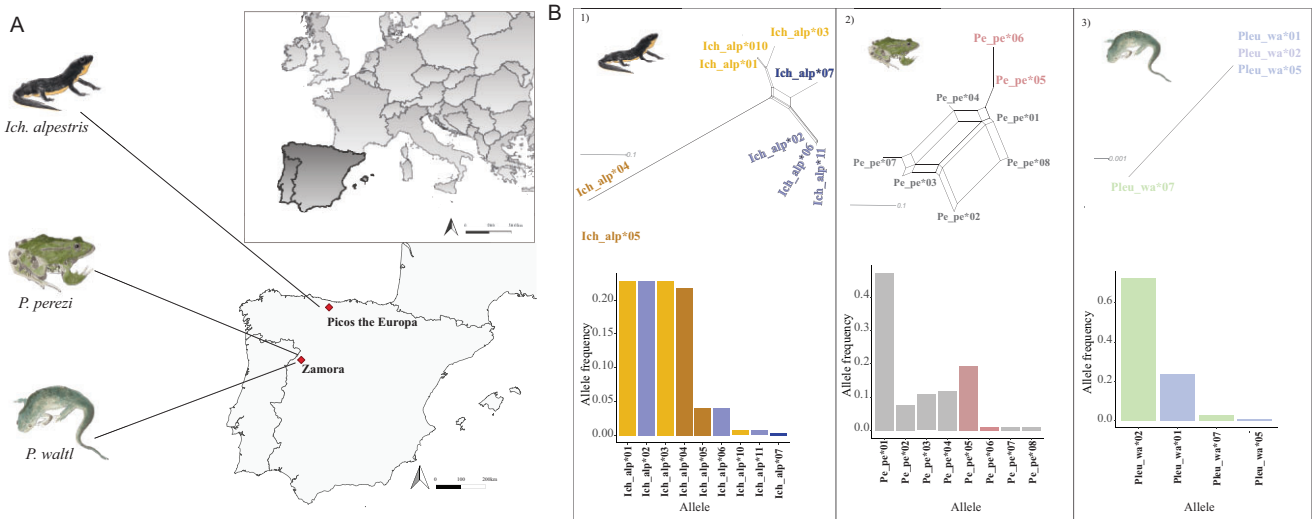 A
Ich. alpestris
P. perezi
P. waltl
Picos the Europa
Zamora
0
100
200km
B
1)
Ich_alp*03
Ich_alp*010
Ich_alp*01
Ich_alp*07
Ich_alp*02
Ich_alp*06
Ich_alp*11
0.1
Ich_alp*04
Ich_alp*05
Allele frequency
0.20
0.15
0.10
0.05
0.00
Ich_alp*01
Ich_alp*02
Ich_alp*03
Ich_alp*04
Ich_alp*05
Ich_alp*06
Ich_alp*10
Ich_alp*11
Ich_alp*07
Allele
2)
Pe_pe*06
Pe_pe*05
Pe_pe*04
Pe_pe*01
Pe_pe*07
Pe_pe*08
Pe_pe*03
Pe_pe*02
0.1
Allele frequency
0.4
0.3
0.2
0.1
0.0
Pe_pe*01
Pe_pe*02
Pe_pe*03
Pe_pe*04
Pe_pe*05
Pe_pe*06
Pe_pe*07
Pe_pe*08
Allele
3)
Pleu_wa*01
Pleu_wa*02
Pleu_wa*05
0.001
Pleu_wa*07
Allele frequency
0.6
0.4
0.2
0.0
Pleu_wa*02
Pleu_wa*01
Pleu_wa*07
Pleu_wa*05
Allele